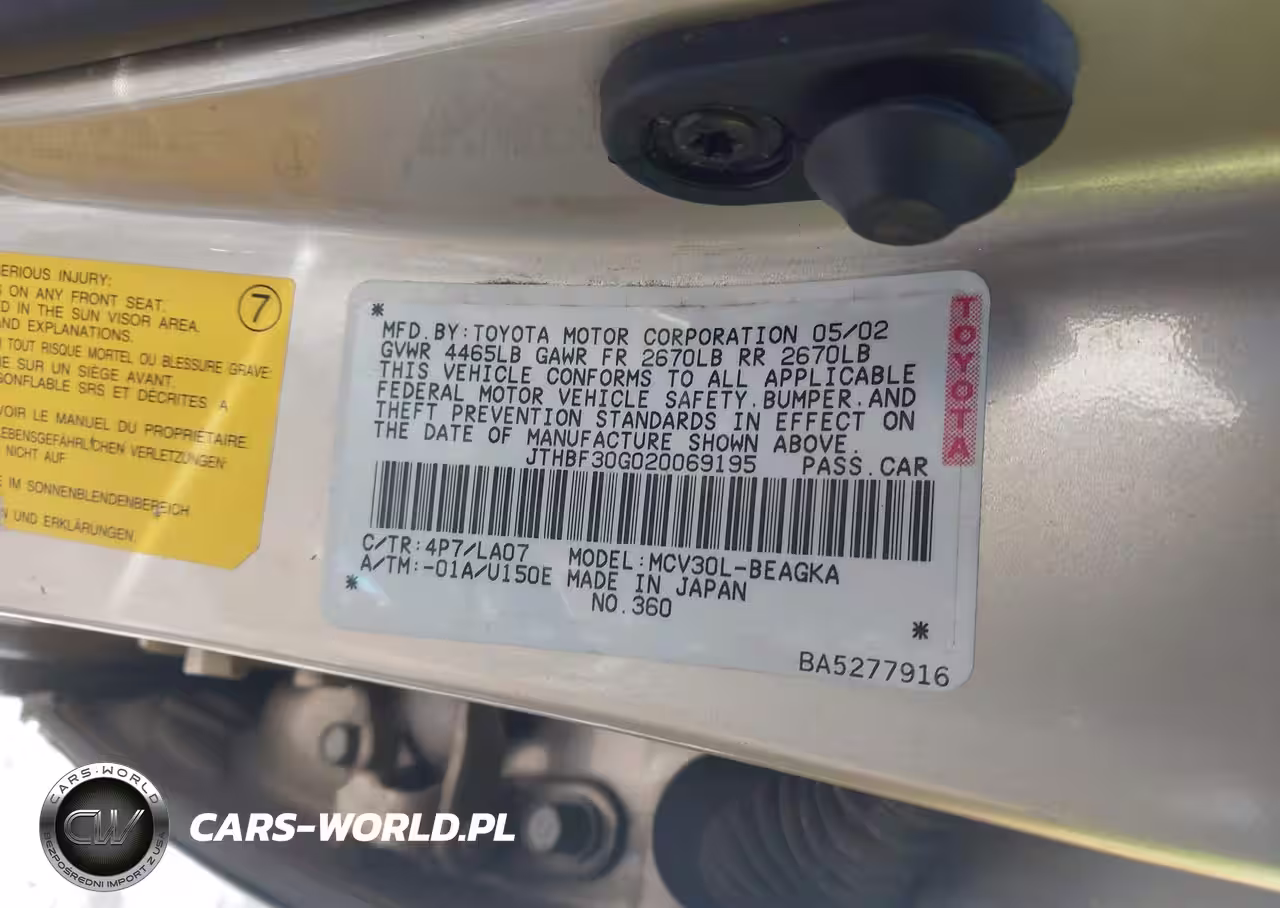 ERIOUS INJURY:
ON ANY FRONT SEAT.
D IN THE SUN VISOR AREA.
AND EXPLANATIONS.
7
TOUT RISQUE MORTEL OU BLESSURE GRAVE:
E SUR UN SIÈGE AVANT.
GONFLABLE SRS ET DÉCRITES A
VOIR LE MANUEL DU PROPRIETAIRE.
LEBENSGEFÄHRLICHEN VERLETZUNGEN
NICHT AUF
E IM SONNENBLENDENBEREICH
N UND ERKLÄRUNGEN.
*
MFD.BY:TOYOTA MOTOR CORPORATION 05/02
GVWR 4465LB GAWR FR 2670LB RR 2670LB
THIS VEHICLE CONFORMS TO ALL APPLICABLE
FEDERAL MOTOR VEHICLE SAFETY.BUMPER.AND
THEFT PREVENTION STANDARDS IN EFFECT ON
THE DATE OF MANUFACTURE SHOWN ABOVE.
JTHBF30G020069195 PASS.CAR
C/TR:4P7/LA07 MODEL:MCV30L-BEAGKA
A/TM:-01A/U150E MADE IN JAPAN
* NO.360 *
BA5277916
TOYOTA
CARS-WORLD
CW
BEZPOŚREDNI IMPORT Z USA
CARS-WORLD.PL